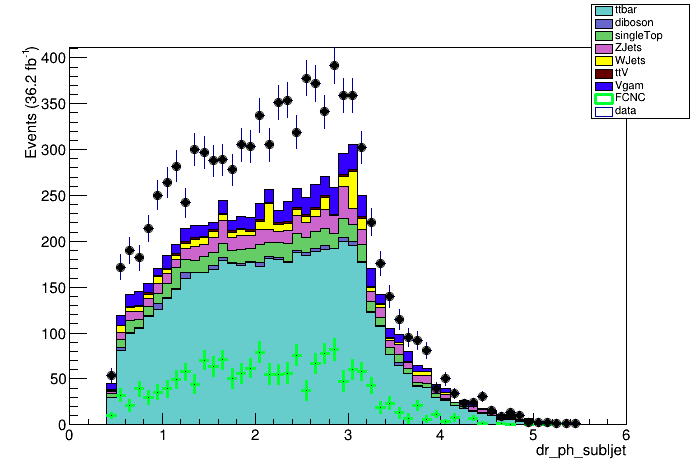 ttbar
diboson
singleTop
ZJets
WJets
ttV
Vgam
FCNC
data
Events (36.2 fb⁻¹)
400
350
300
250
200
150
100
50
0
0 1 2 3 4 5 6
dr_ph_subljet